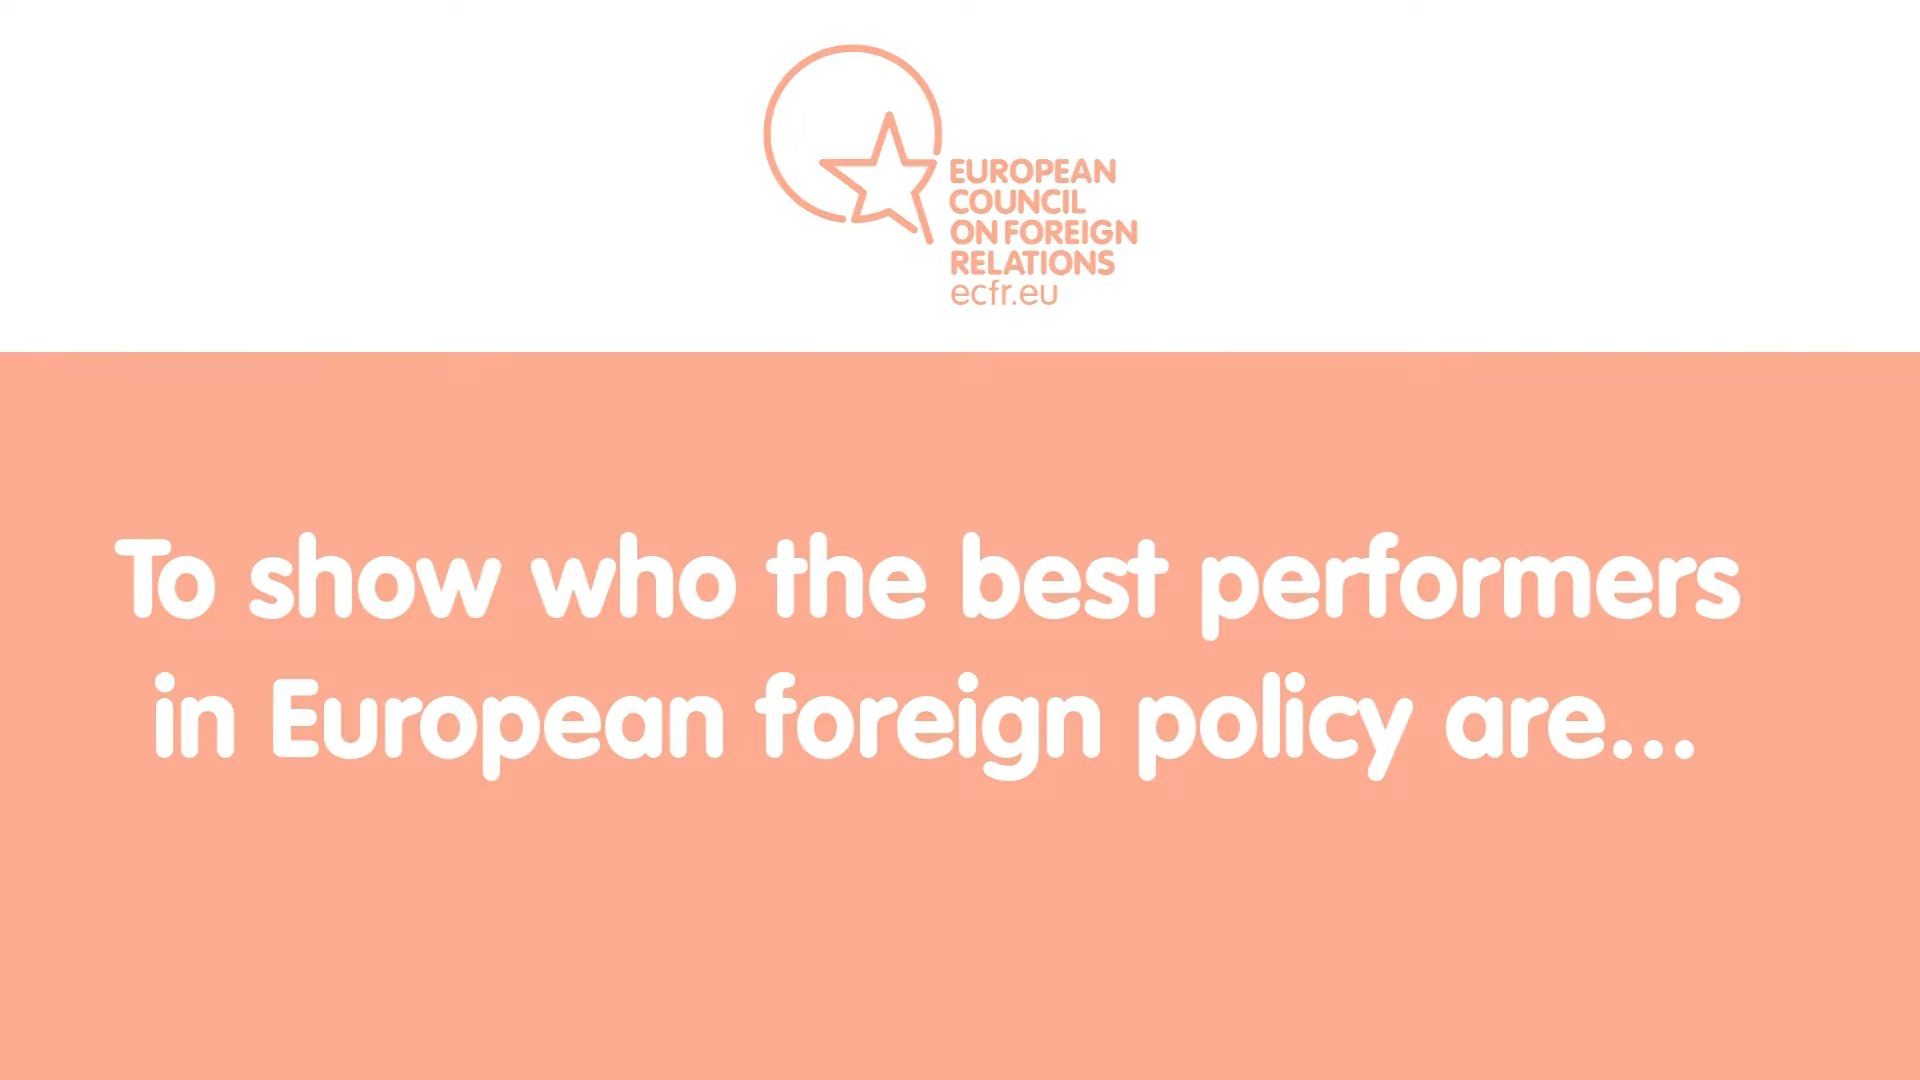 EUROPEAN
COUNCIL
ON FOREIGN
RELATIONS
ecfr.eu
To show who the best performers
in European foreign policy are...